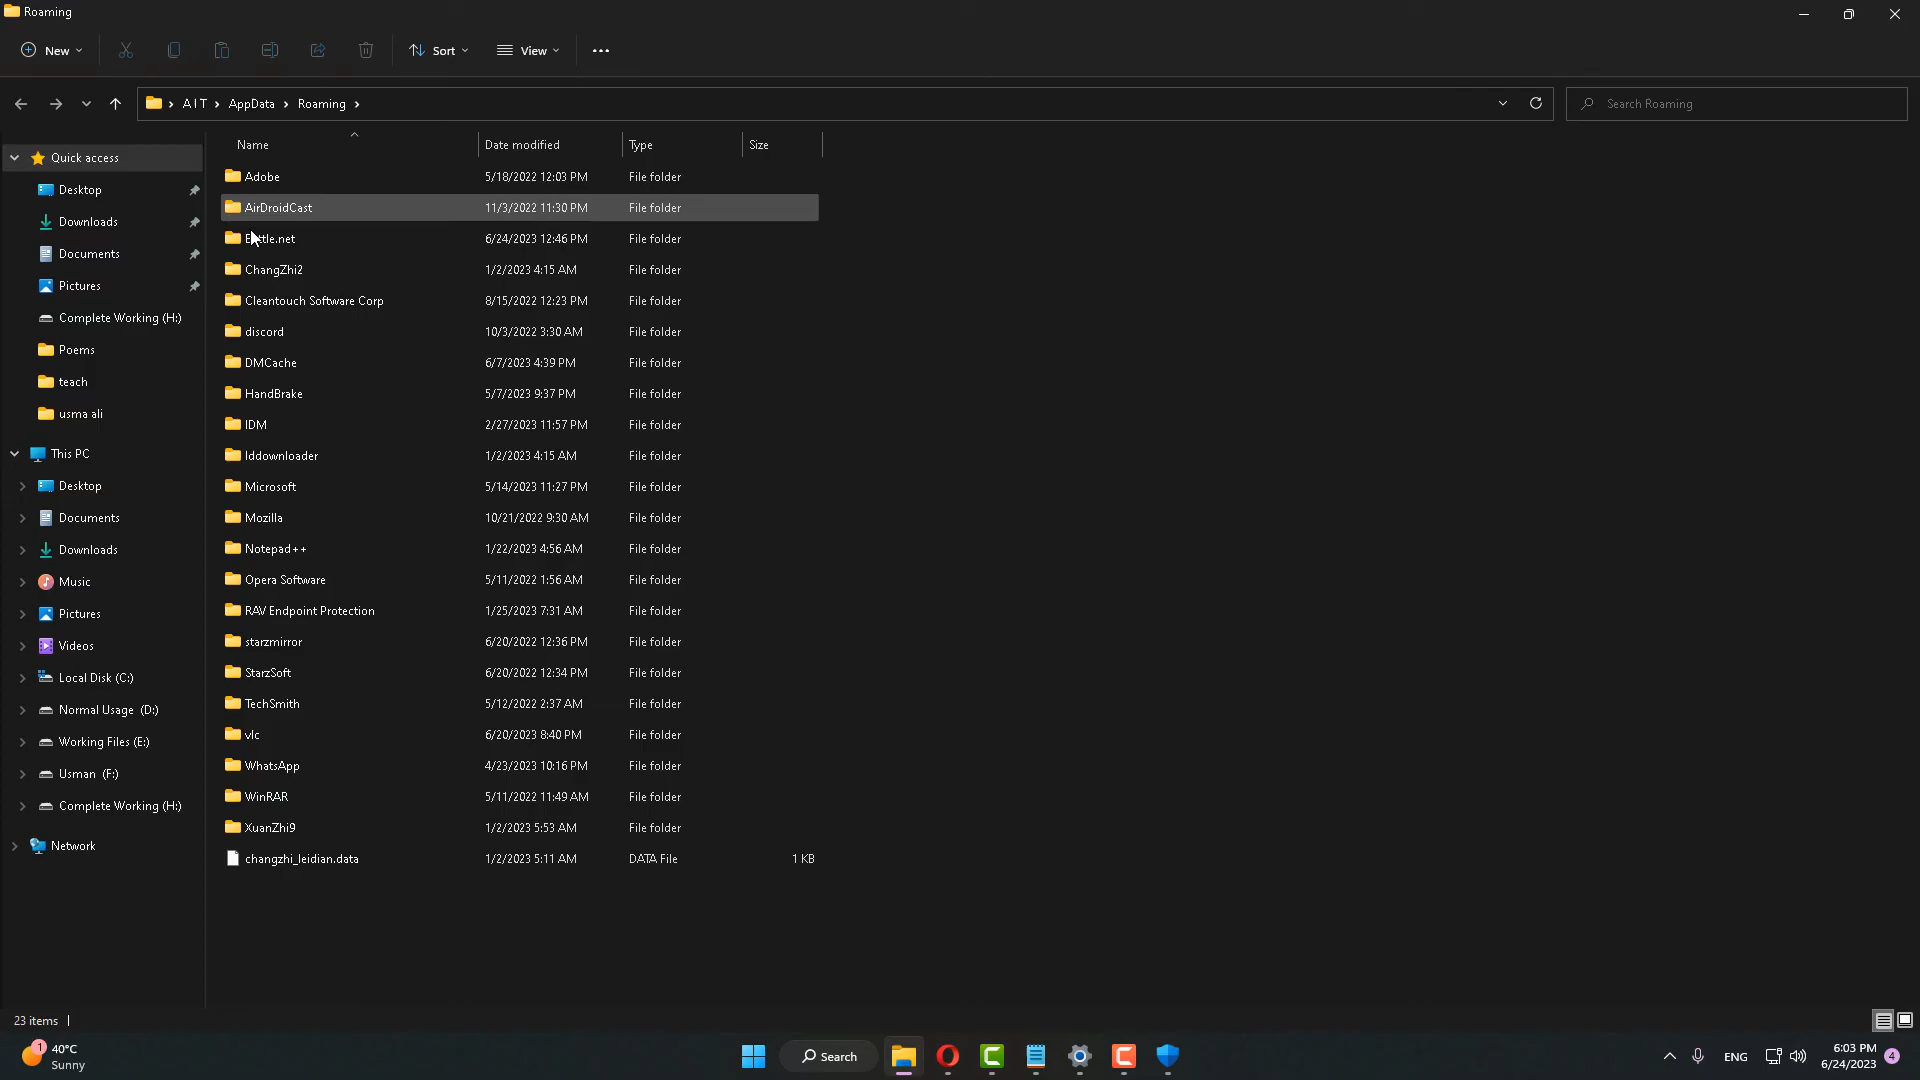 Roaming
New
Sort
View
AIT > AppData > Roaming >
Search Roaming
Quick access
Desktop
Downloads
Documents
Pictures
Complete Working (H:)
Poems
teach
usma ali
This PC
Desktop
Documents
Downloads
Music
Pictures
Videos
Local Disk (C:)
Normal Usage (D:)
Working Files (E:)
Usman (F:)
Complete Working (H:)
Network
Name Date modified Type Size
Adobe 5/18/2022 12:03 PM File folder
AirDroidCast 11/3/2022 11:30 PM File folder
Battle.net 6/24/2023 12:46 PM File folder
ChangZhi2 1/2/2023 4:15 AM File folder
Cleantouch Software Corp 8/15/2022 12:23 PM File folder
discord 10/3/2022 3:30 AM File folder
DMCache 6/7/2023 4:39 PM File folder
HandBrake 5/7/2023 9:37 PM File folder
IDM 2/27/2023 11:57 PM File folder
lddownloader 1/2/2023 4:15 AM File folder
Microsoft 5/14/2023 11:27 PM File folder
Mozilla 10/21/2022 9:30 AM File folder
Notepad++ 1/22/2023 4:56 AM File folder
Opera Software 5/11/2022 1:56 AM File folder
RAV Endpoint Protection 1/25/2023 7:31 AM File folder
starzmirror 6/20/2022 12:36 PM File folder
StarzSoft 6/20/2022 12:34 PM File folder
TechSmith 5/12/2022 2:37 AM File folder
vlc 6/20/2023 8:40 PM File folder
WhatsApp 4/23/2023 10:16 PM File folder
WinRAR 5/11/2022 11:49 AM File folder
XuanZhi9 1/2/2023 5:53 AM File folder
changzhi_leidian.data 1/2/2023 5:11 AM DATA File 1 KB
23 items
1
40°C
Sunny
Search
ENG
6:03 PM
6/24/2023
4